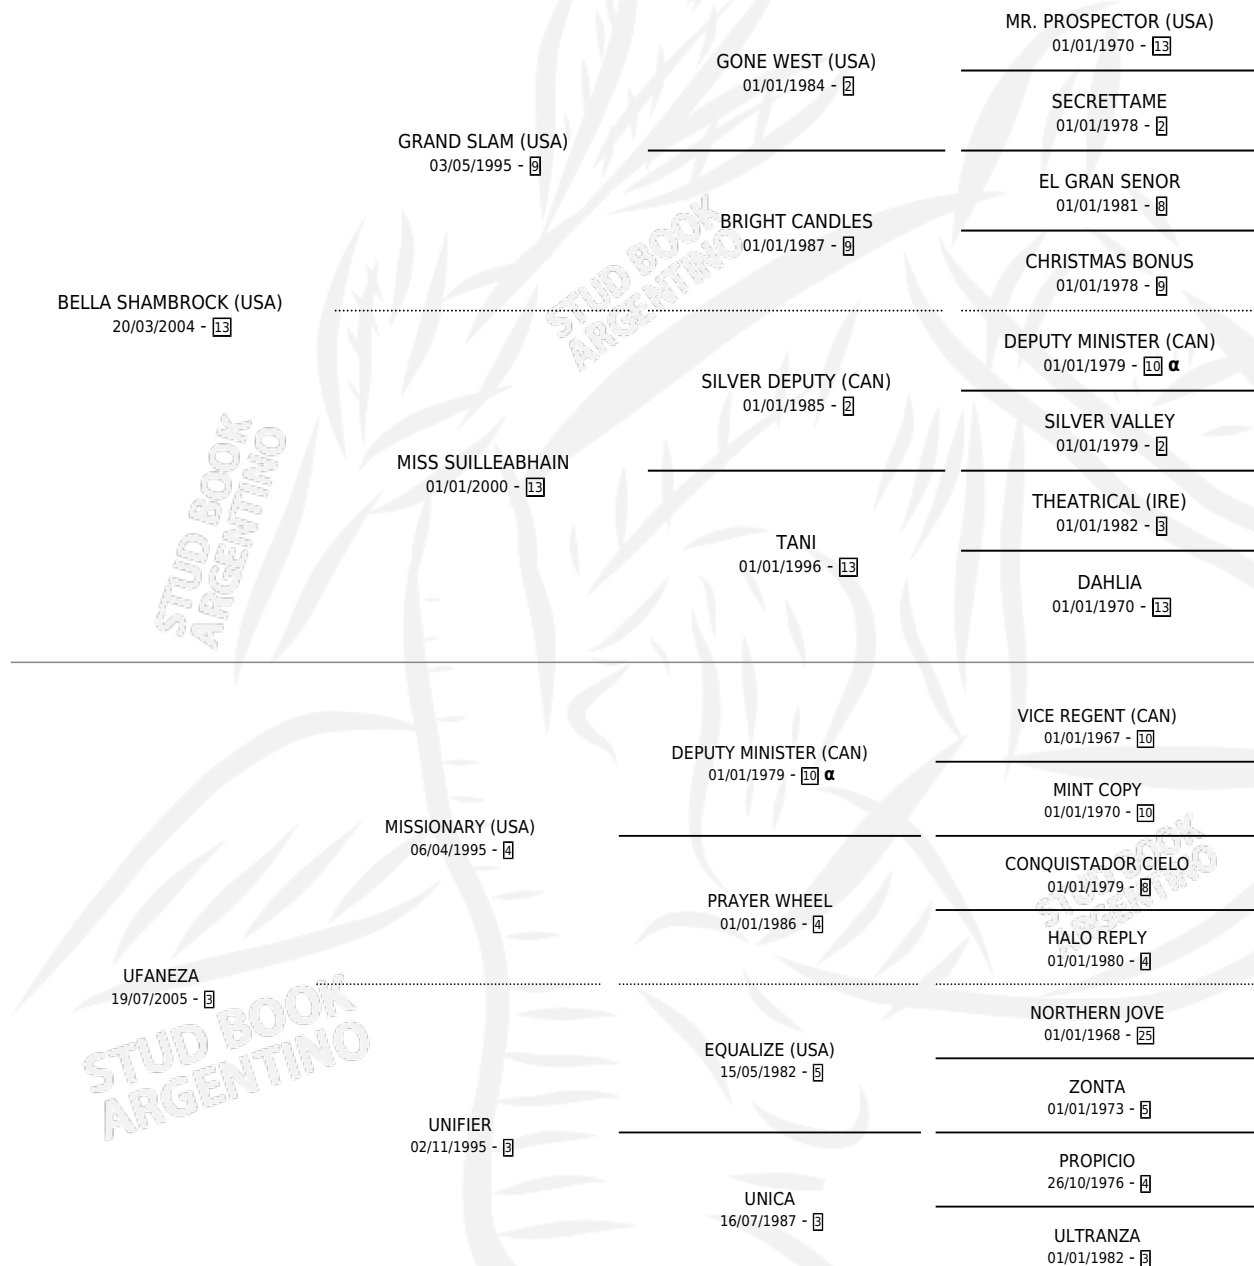 MR. PROSPECTOR (USA)
01/01/1970 - 13
GONE WEST (USA)
01/01/1984 - 2
SECRETTAME
01/01/1978 - 2
GRAND SLAM (USA)
03/05/1995 - 9
EL GRAN SENOR
01/01/1981 - 8
BRIGHT CANDLES
01/01/1987 - 9
CHRISTMAS BONUS
01/01/1978 - 9
BELLA SHAMBROCK (USA)
20/03/2004 - 13
DEPUTY MINISTER (CAN)
01/01/1979 - 10 α
SILVER DEPUTY (CAN)
01/01/1985 - 2
SILVER VALLEY
01/01/1979 - 2
MISS SUILLEABHAIN
01/01/2000 - 13
THEATRICAL (IRE)
01/01/1982 - 3
TANI
01/01/1996 - 13
DAHLIA
01/01/1970 - 13
VICE REGENT (CAN)
01/01/1967 - 10
DEPUTY MINISTER (CAN)
01/01/1979 - 10 α
MINT COPY
01/01/1970 - 10
MISSIONARY (USA)
06/04/1995 - 4
CONQUISTADOR CIELO
01/01/1979 - 8
PRAYER WHEEL
01/01/1986 - 4
HALO REPLY
01/01/1980 - 4
UFANEZA
19/07/2005 - 3
NORTHERN JOVE
01/01/1968 - 25
EQUALIZE (USA)
15/05/1982 - 5
ZONTA
01/01/1973 - 5
UNIFIER
02/11/1995 - 3
PROPICIO
26/10/1976 - 4
UNICA
16/07/1987 - 3
ULTRANZA
01/01/1982 - 3
STUD BOOK
ARGENTINO
STUD BOOK
ARGENTINO
STUD BOOK
ARGENTINO
STUD BOOK
ARGENTINO